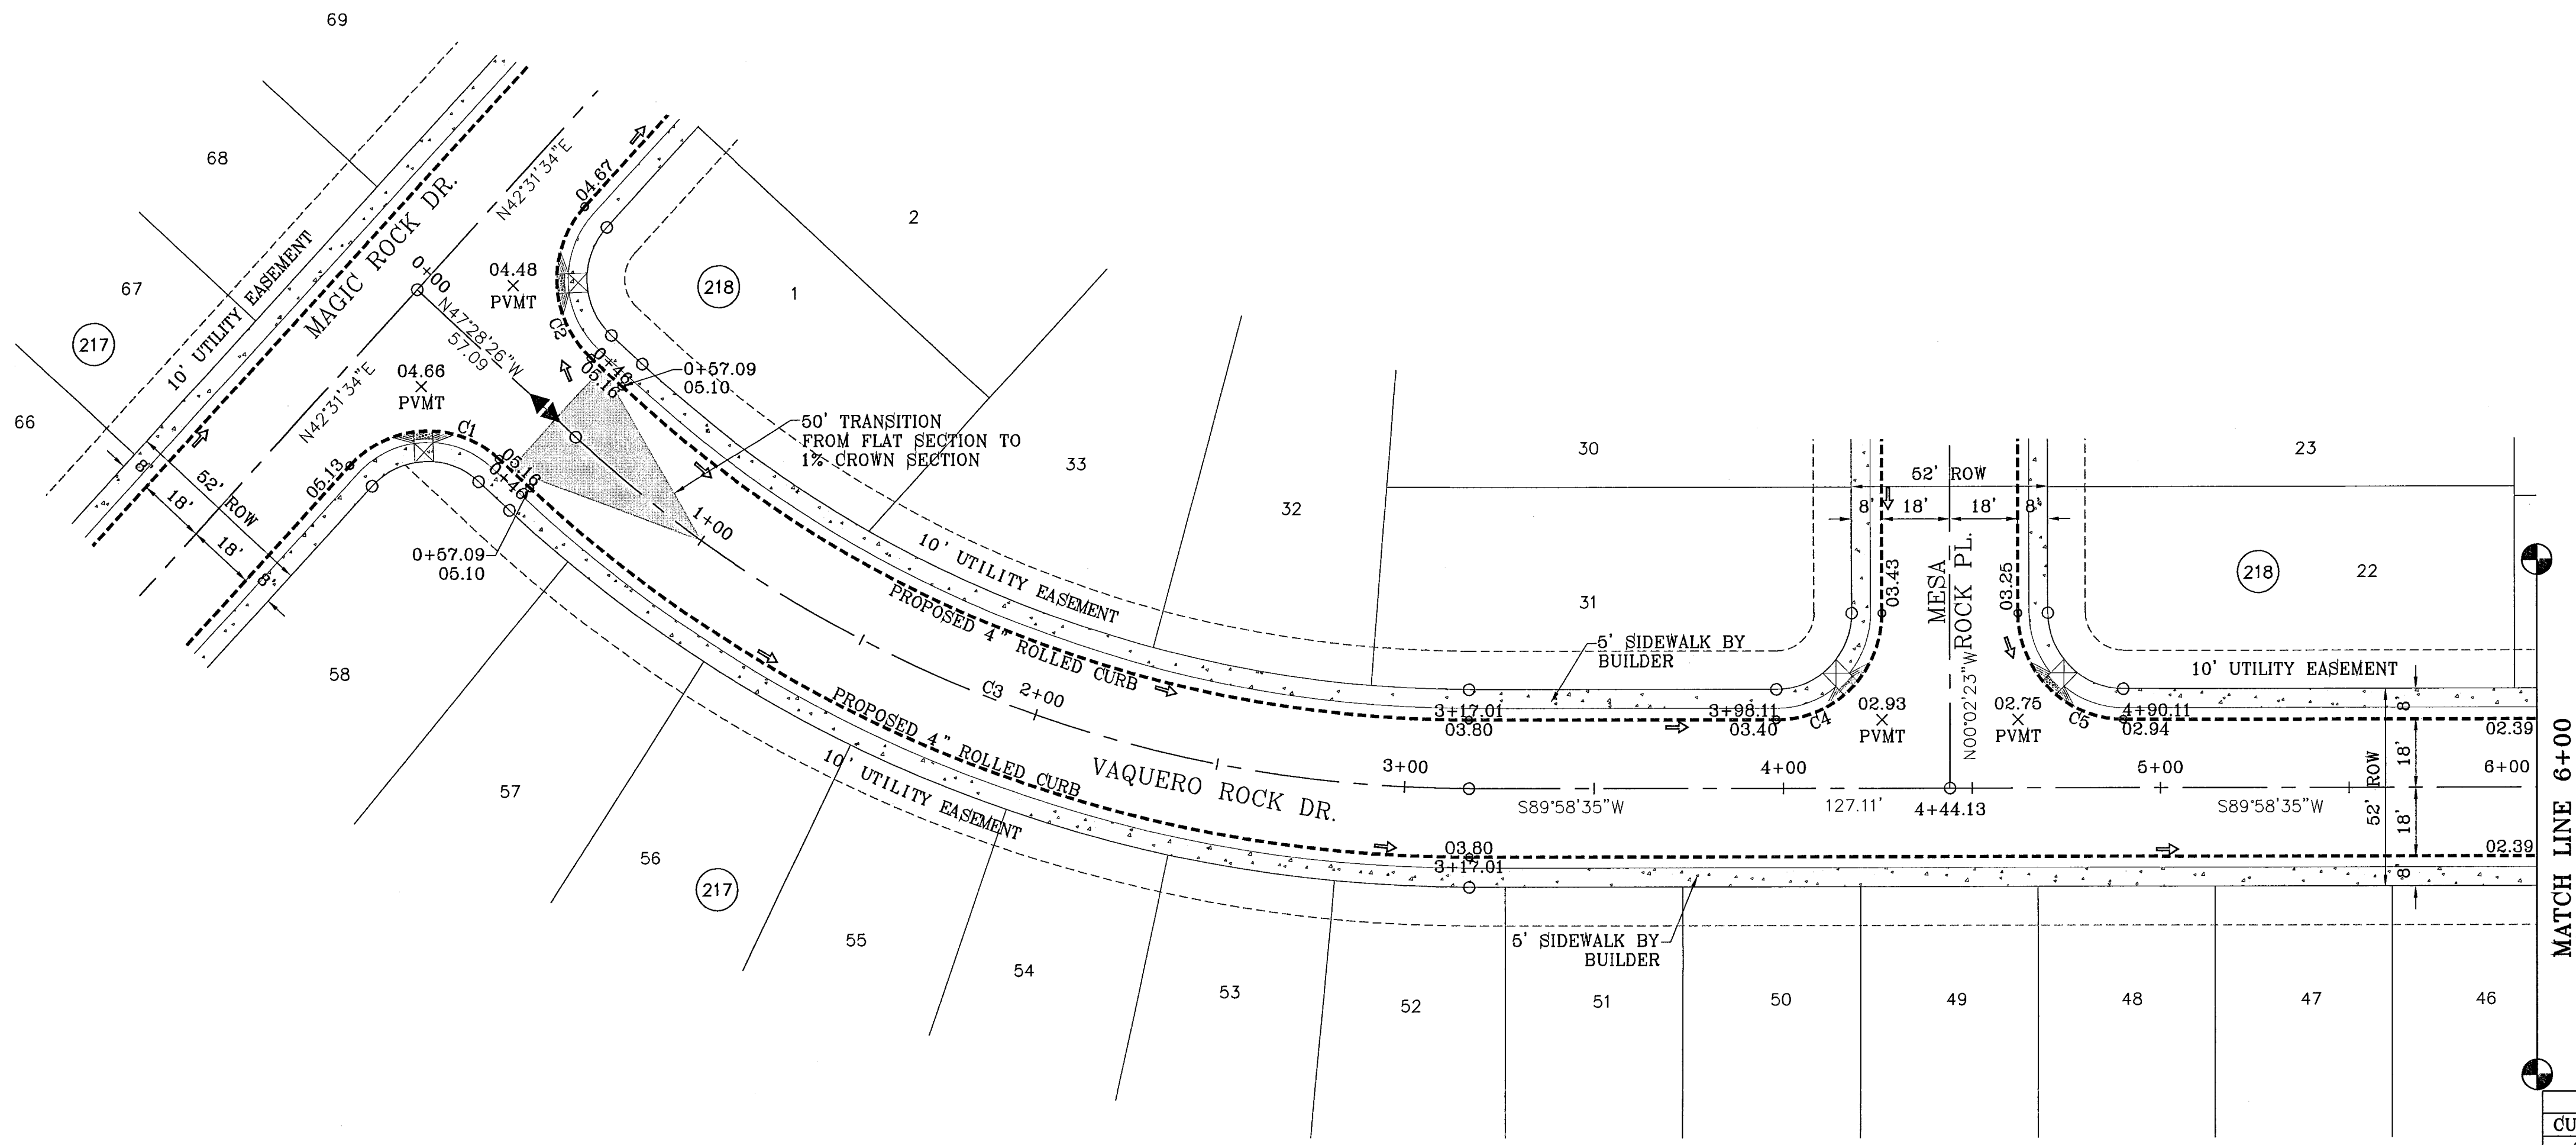 69
68
67
66
217
10' UTILITY EASEMENT
MAGIC ROCK DR.
N42°31'34"E
N42°31'34"E
0+00
N47°28'26"W
57.09
04.48
PVMT
04.66
PVMT
04.67
05.13
C1
C2
8'
52' ROW
18'
18'
8'
0+46
05.16
05.16
0+46
0+57.09
05.10
0+57.09
05.10
50' TRANSITION
FROM FLAT SECTION TO
1% CROWN SECTION
1+00
218
1
2
33
32
30
31
10' UTILITY EASEMENT
PROPOSED 4" ROLLED CURB
C3
2+00
PROPOSED 4" ROLLED CURB
10' UTILITY EASEMENT
VAQUERO ROCK DR.
58
57
56
217
55
54
53
52
51
50
49
48
47
46
5' SIDEWALK BY
BUILDER
3+17.01
03.80
3+98.11
03.40
C4
3+00
S89°58'35"W
4+00
127.11'
4+44.13
03.80
3+17.01
5' SIDEWALK BY
BUILDER
52' ROW
8'
18'
18'
8'
03.43
MESA
ROCK PL.
N00°02'23"W
03.25
02.93
PVMT
02.75
PVMT
C5
4+90.11
02.94
23
218
22
10' UTILITY EASEMENT
5+00
S89°58'35"W
6+00
02.39
02.39
52' ROW
8'
18'
18'
8'
MATCH LINE 6+00
CU